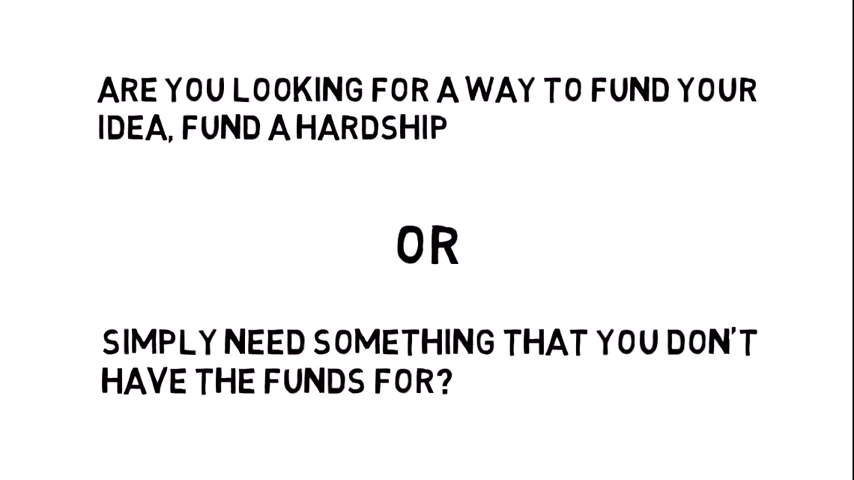 ARE YOU LOOKING FOR A WAY TO FUND YOUR
IDEA, FUND A HARDSHIP
OR
SIMPLY NEED SOMETHING THAT YOU DON'T
HAVE THE FUNDS FOR?